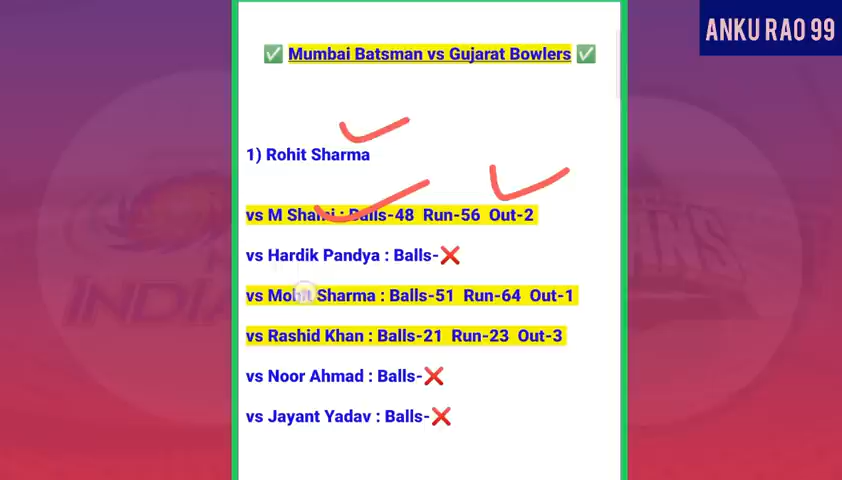 ANKU RAO 99
✅ Mumbai Batsman vs Gujarat Bowlers ✅
1) Rohit Sharma
vs M Shami : Balls-48 Run-56 Out-2
vs Hardik Pandya : Balls-❌
vs Mohit Sharma : Balls-51 Run-64 Out-1
vs Rashid Khan : Balls-21 Run-23 Out-3
vs Noor Ahmad : Balls-❌
vs Jayant Yadav : Balls-❌